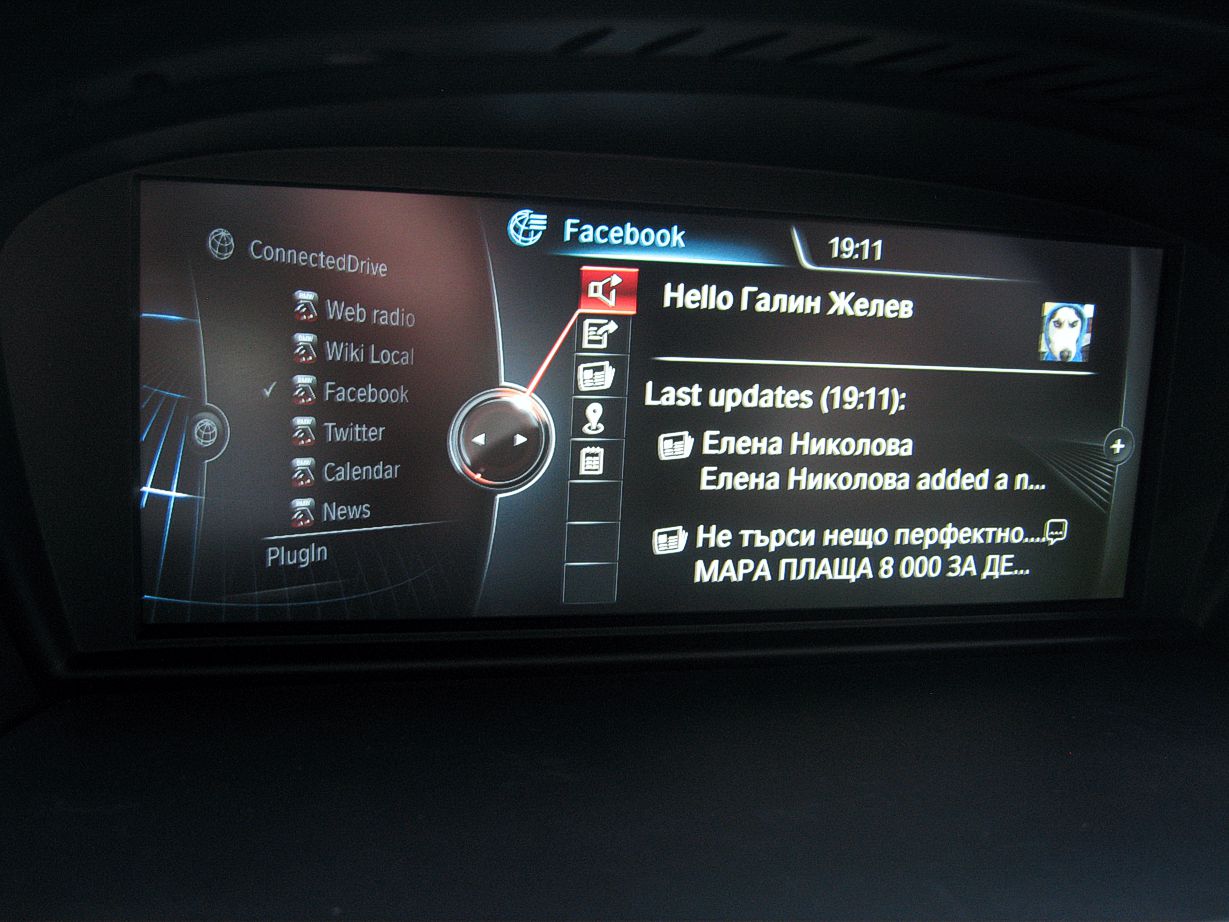 ConnectedDrive
Web radio
Wiki Local
✓ Facebook
Twitter
Calendar
News
PlugIn
Facebook
19:11
Hello Галин Желев
Last updates (19:11):
Елена Николова
Елена Николова added a n...
Не търси нещо перфектно....
МАРА ПЛАЩА 8 000 ЗА ДЕ...